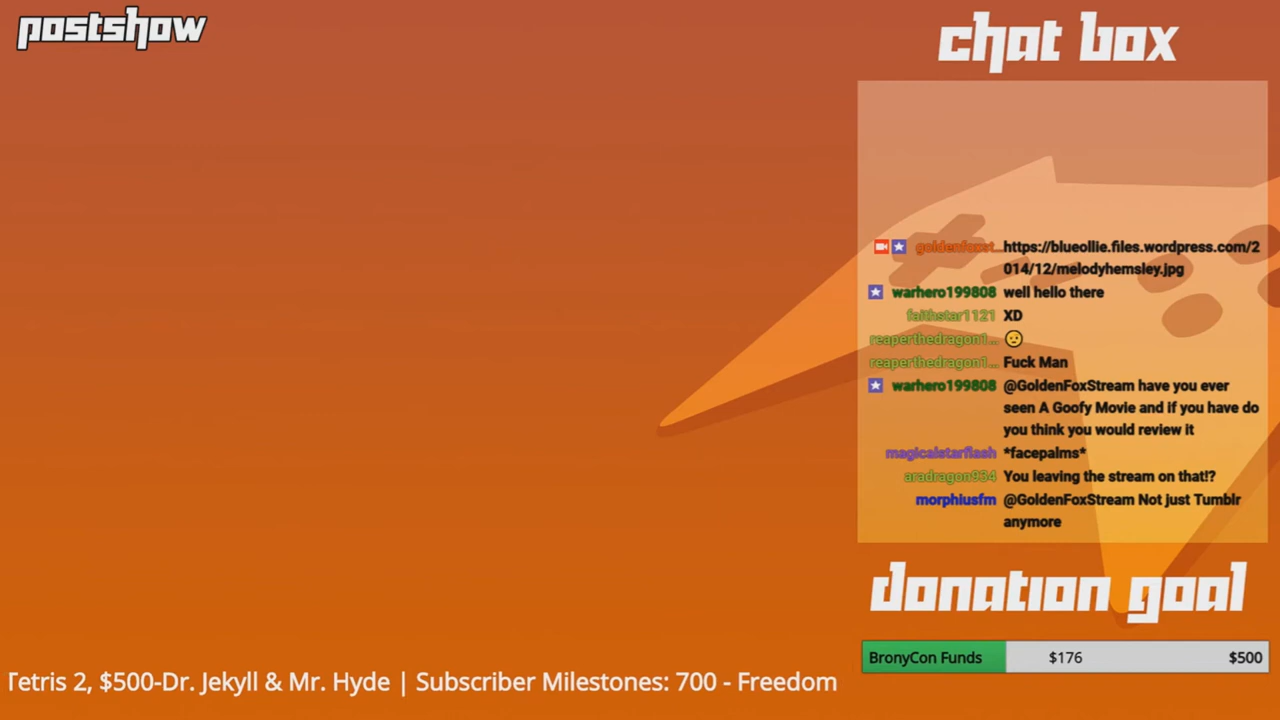 postshow
chat box
goldenfoxst... https://blueollie.files.wordpress.com/2
014/12/melodyhemsley.jpg
warhero199808 well hello there
faithstar1121 XD
reaperthedragon1...
reaperthedragon1... Fuck Man
warhero199808 @GoldenFoxStream have you ever
seen A Goofy Movie and if you have do
you think you would review it
magicalstarflash *facepalms*
aradragon934 You leaving the stream on that!?
morphiusfm @GoldenFoxStream Not just Tumblr
anymore
donation goal
BronyCon Funds $176 $500
Tetris 2, $500-Dr. Jekyll & Mr. Hyde | Subscriber Milestones: 700 - Freedom